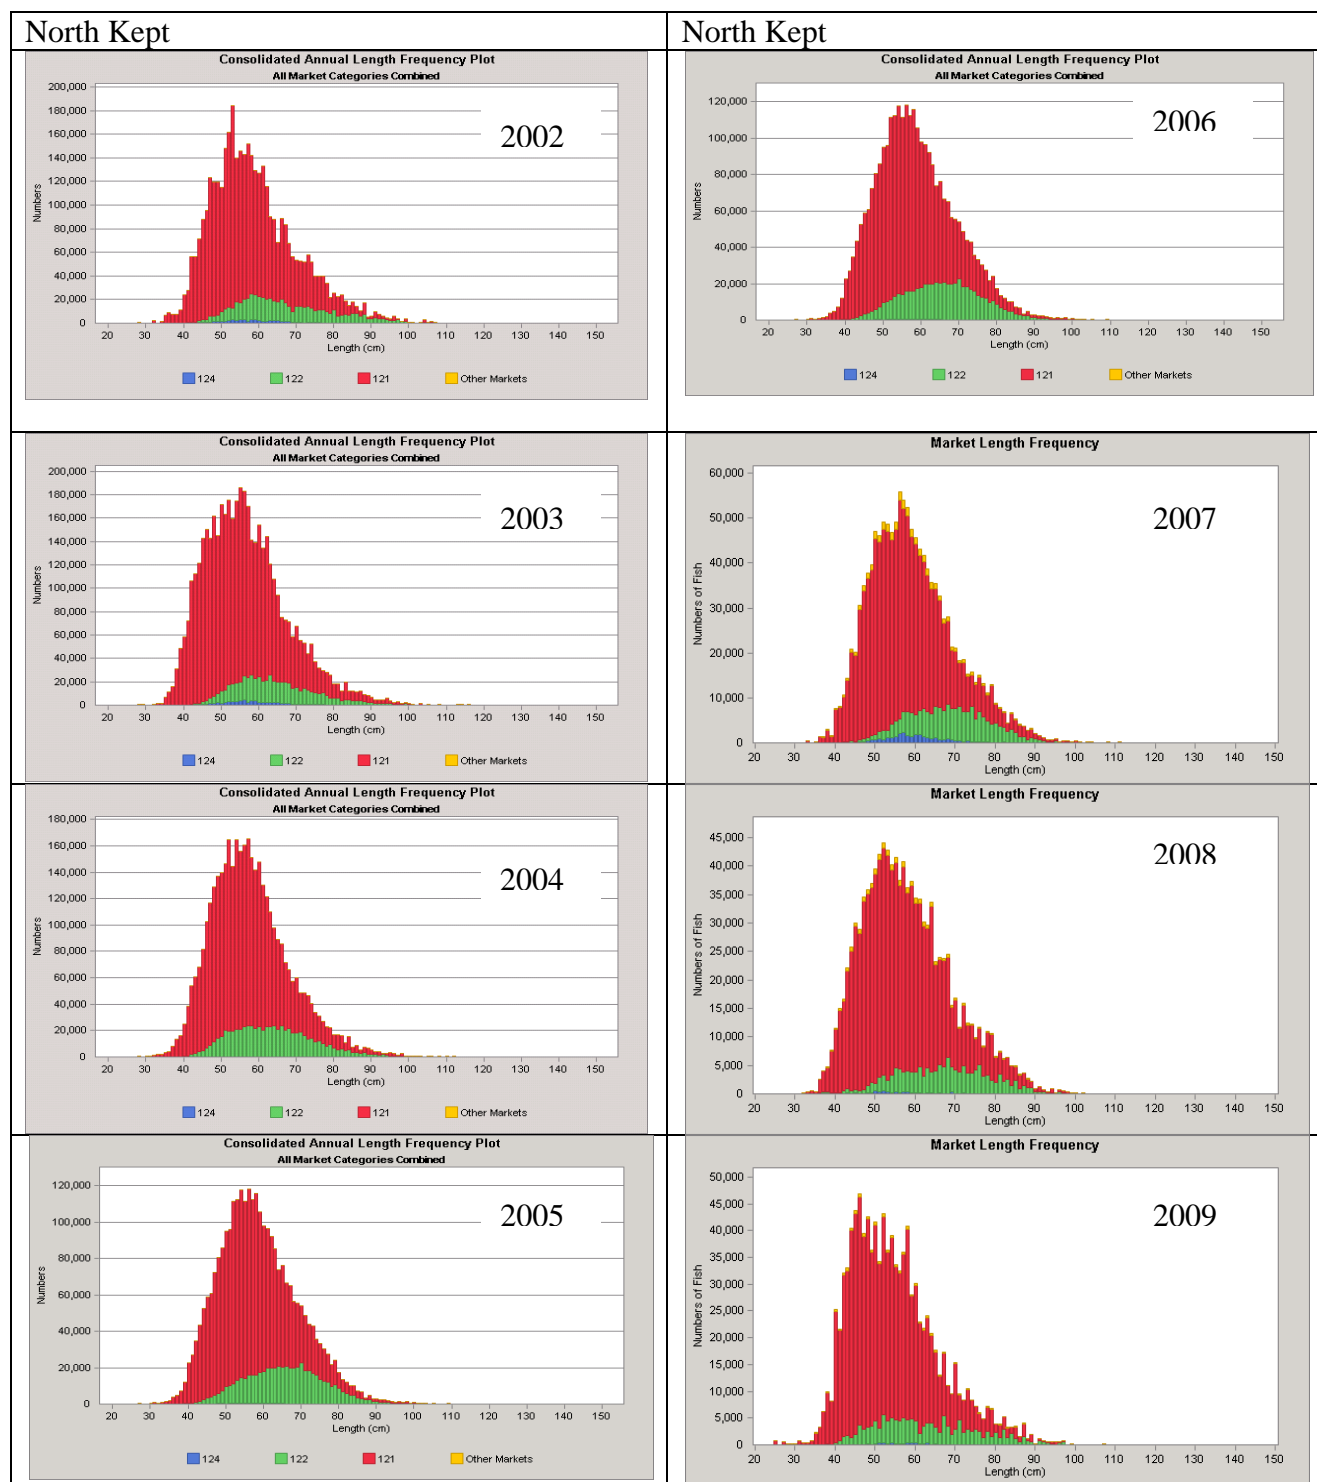 North Kept
North Kept
Consolidated Annual Length Frequency Plot
All Market Categories Combined
2002
Numbers
200,000
180,000
160,000
140,000
120,000
100,000
80,000
60,000
40,000
20,000
0
20 30 40 50 60 70 80 90 100 110 120 130 140 150
Length (cm)
124 122 121 Other Markets
Consolidated Annual Length Frequency Plot
All Market Categories Combined
2006
Numbers
120,000
100,000
80,000
60,000
40,000
20,000
0
20 30 40 50 60 70 80 90 100 110 120 130 140 150
Length (cm)
124 122 121 Other Markets
Consolidated Annual Length Frequency Plot
All Market Categories Combined
2003
Numbers
200,000
180,000
160,000
140,000
120,000
100,000
80,000
60,000
40,000
20,000
0
20 30 40 50 60 70 80 90 100 110 120 130 140 150
Length (cm)
124 122 121 Other Markets
Market Length Frequency
2007
Numbers of Fish
60,000
50,000
40,000
30,000
20,000
10,000
0
20 30 40 50 60 70 80 90 100 110 120 130 140 150
Length (cm)
Consolidated Annual Length Frequency Plot
All Market Categories Combined
2004
Numbers
180,000
160,000
140,000
120,000
100,000
80,000
60,000
40,000
20,000
0
20 30 40 50 60 70 80 90 100 110 120 130 140 150
Length (cm)
124 122 121 Other Markets
Market Length Frequency
2008
Numbers of Fish
45,000
40,000
35,000
30,000
25,000
20,000
15,000
10,000
5,000
0
20 30 40 50 60 70 80 90 100 110 120 130 140 150
Length (cm)
Consolidated Annual Length Frequency Plot
All Market Categories Combined
2005
Numbers
120,000
100,000
80,000
60,000
40,000
20,000
0
20 30 40 50 60 70 80 90 100 110 120 130 140 150
Length (cm)
124 122 121 Other Markets
Market Length Frequency
2009
Numbers of Fish
50,000
45,000
40,000
35,000
30,000
25,000
20,000
15,000
10,000
5,000
0
20 30 40 50 60 70 80 90 100 110 120 130 140 150
Length (cm)